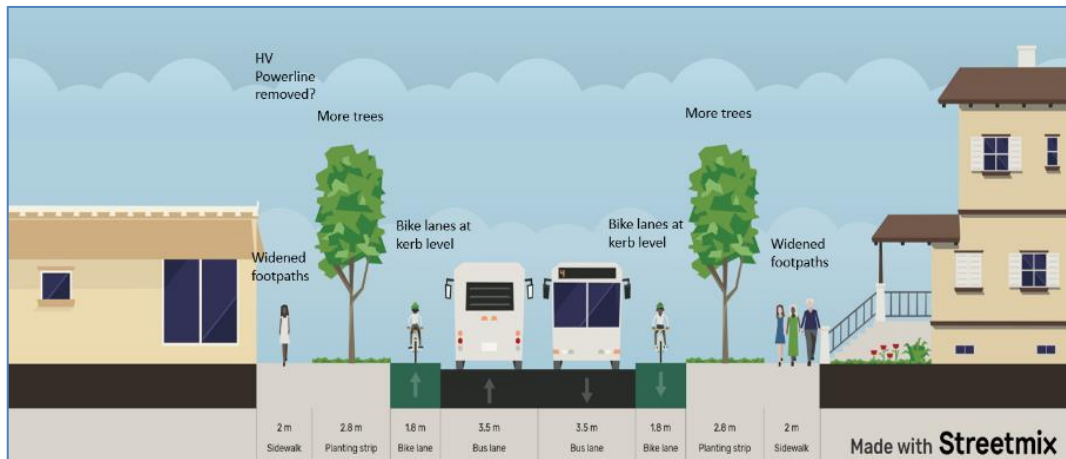 HV
Powerline
removed?
More trees
More trees
Bike lanes at
kerb level
Bike lanes at
kerb level
Widened
footpaths
Widened
footpaths
4
2 m
Sidewalk
2.8 m
Planting strip
1.8 m
Bike lane
3.5 m
Bus lane
3.5 m
Bus lane
1.8 m
Bike lane
2.8 m
Planting strip
2 m
Sidewalk
Made with Streetmix